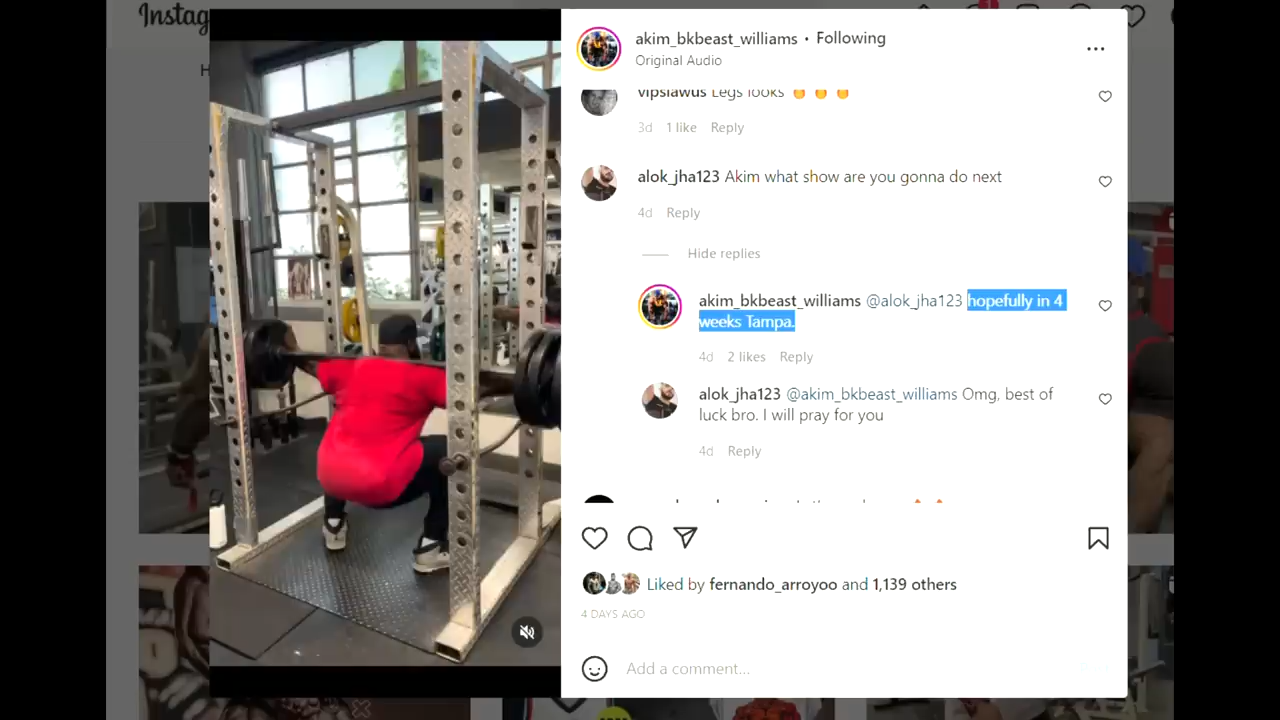 Instag
akim_bkbeast_williams • Following
Original Audio
vipslawus Legs looks
3d 1 like Reply
alok_jha123 Akim what show are you gonna do next
4d Reply
Hide replies
akim_bkbeast_williams @alok_jha123 hopefully in 4
weeks Tampa.
4d 2 likes Reply
alok_jha123 @akim_bkbeast_williams Omg, best of
luck bro. I will pray for you
4d Reply
Liked by fernando_arroyoo and 1,139 others
4 DAYS AGO
Add a comment...